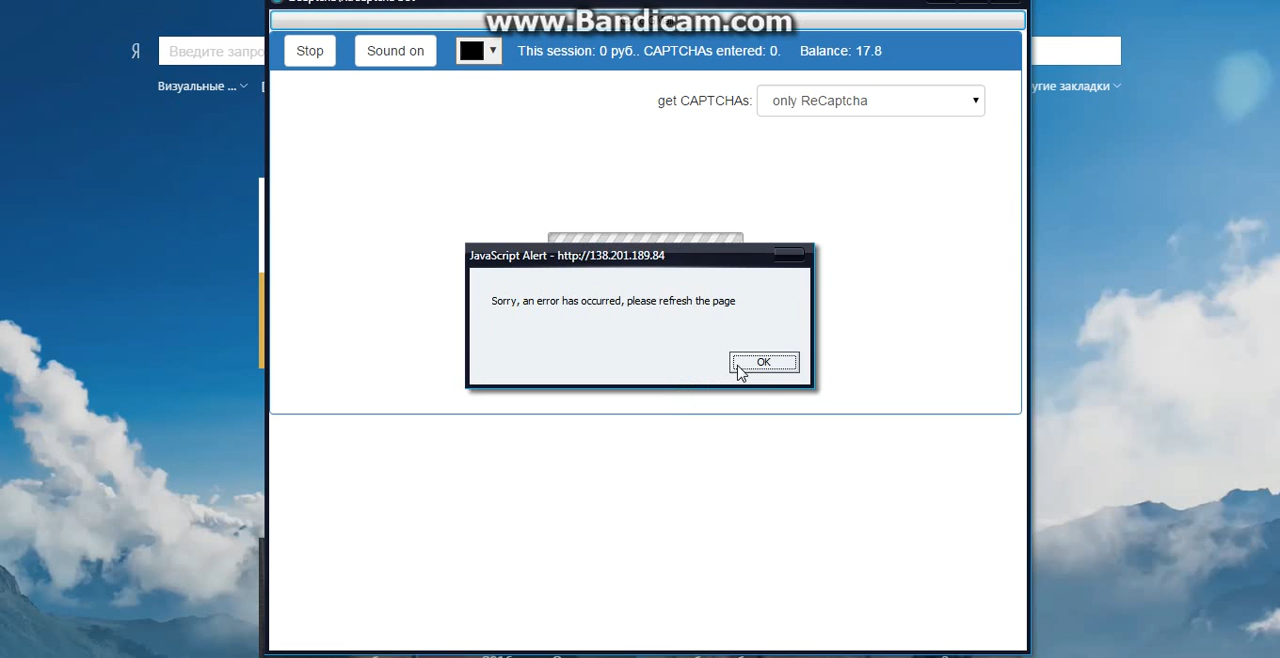 www.Bandicam.com
Stop
Sound on
This session: 0 руб.. CAPTCHAs entered: 0.
Balance: 17.8
Я
Введите запро
Визуальные ...
угие закладки
get CAPTCHAs:
only ReCaptcha
JavaScript Alert - http://138.201.189.84
Sorry, an error has occurred, please refresh the page
OK